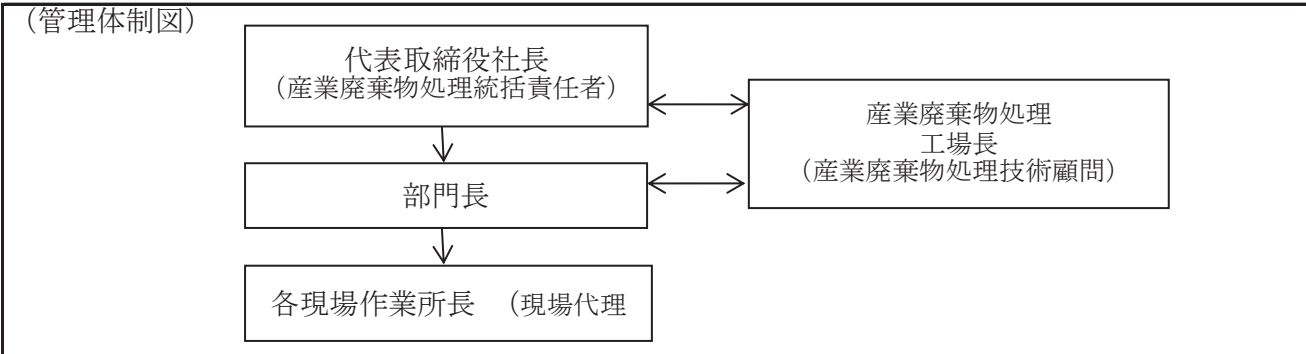 （管理体制図）
代表取締役社長
（産業廃棄物処理統括責任者）
産業廃棄物処理
工場長
（産業廃棄物処理技術顧問）
部門長
各現場作業所長　（現場代理